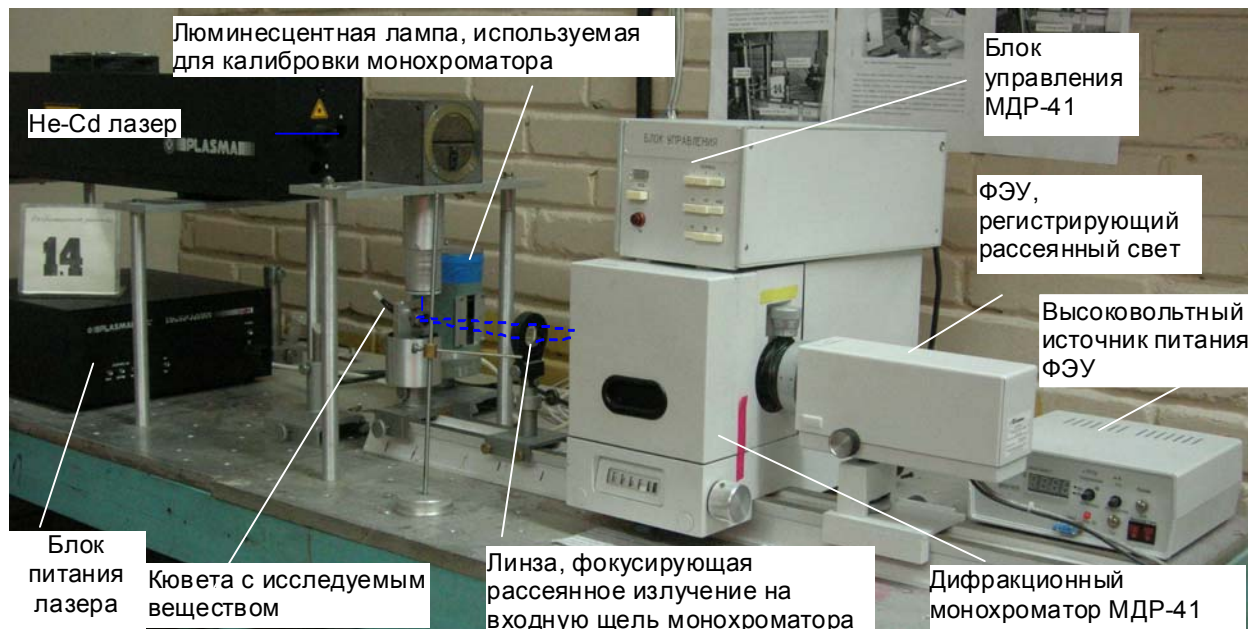 Люминесцентная лампа, используемая
для калибровки монохроматора
Блок
управления
МДР-41
He-Cd лазер
PLASMA
БЛОК УПРАВЛЕНИЯ
ФЭУ,
регистрирующий
рассеянный свет
14
PLASMA
Высоковольтный
источник питания
ФЭУ
Блок
питания
лазера
Кювета с исследуемым
веществом
Линза, фокусирующая
рассеянное излучение на
входную щель монохроматора
Дифракционный
монохроматор МДР-41